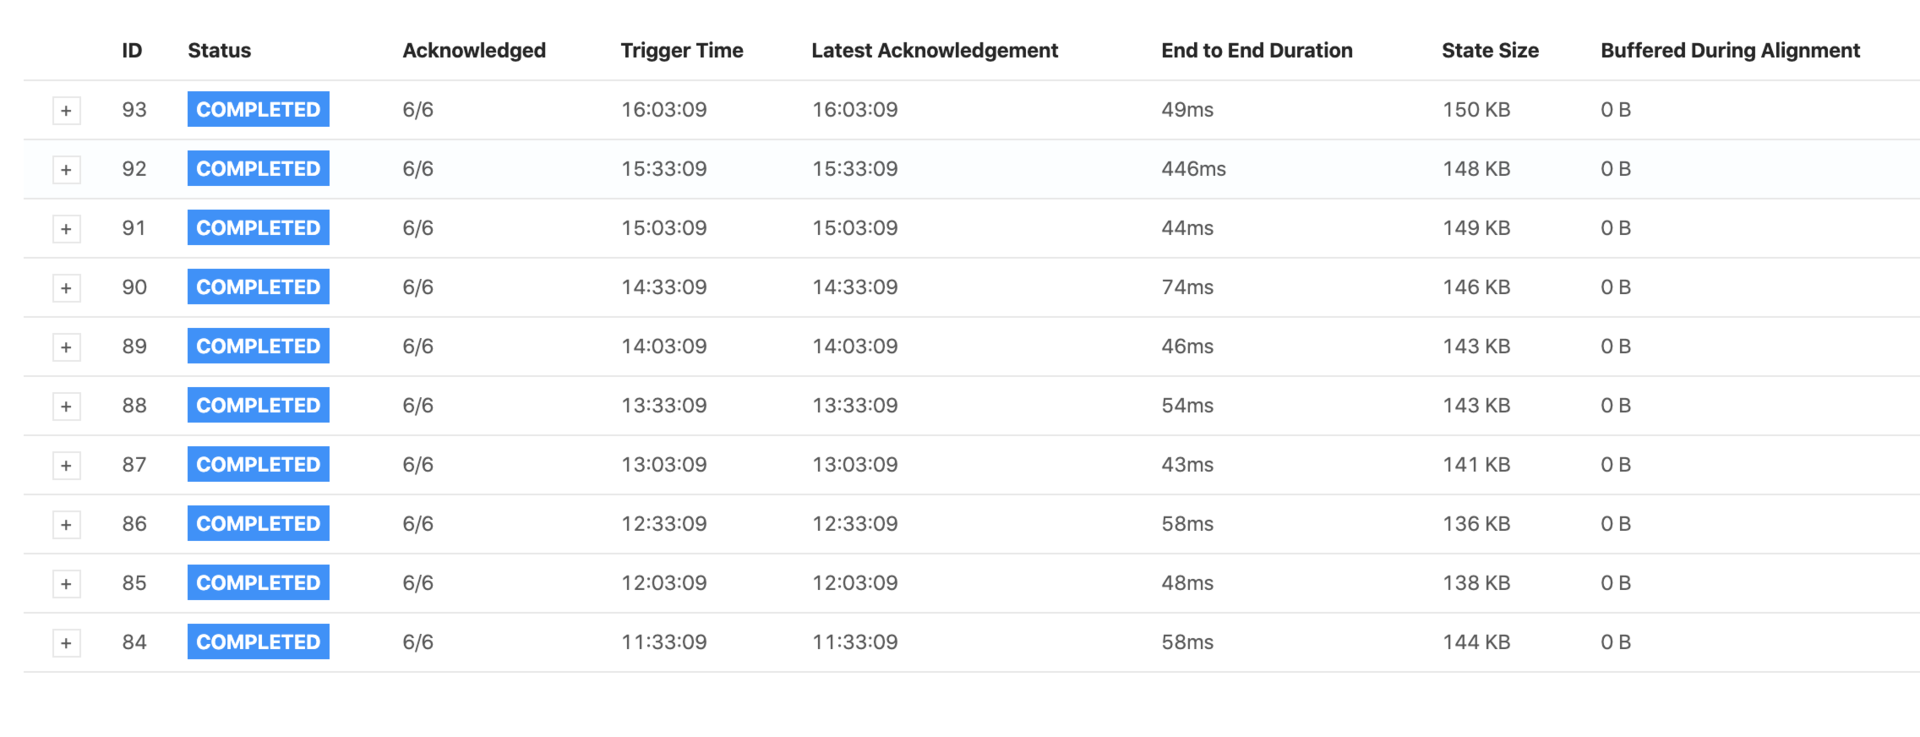 ID Status Acknowledged Trigger Time Latest Acknowledgement End to End Duration State Size Buffered During Alignment
+ 93 COMPLETED 6/6 16:03:09 16:03:09 49ms 150 KB 0 B
+ 92 COMPLETED 6/6 15:33:09 15:33:09 446ms 148 KB 0 B
+ 91 COMPLETED 6/6 15:03:09 15:03:09 44ms 149 KB 0 B
+ 90 COMPLETED 6/6 14:33:09 14:33:09 74ms 146 KB 0 B
+ 89 COMPLETED 6/6 14:03:09 14:03:09 46ms 143 KB 0 B
+ 88 COMPLETED 6/6 13:33:09 13:33:09 54ms 143 KB 0 B
+ 87 COMPLETED 6/6 13:03:09 13:03:09 43ms 141 KB 0 B
+ 86 COMPLETED 6/6 12:33:09 12:33:09 58ms 136 KB 0 B
+ 85 COMPLETED 6/6 12:03:09 12:03:09 48ms 138 KB 0 B
+ 84 COMPLETED 6/6 11:33:09 11:33:09 58ms 144 KB 0 B